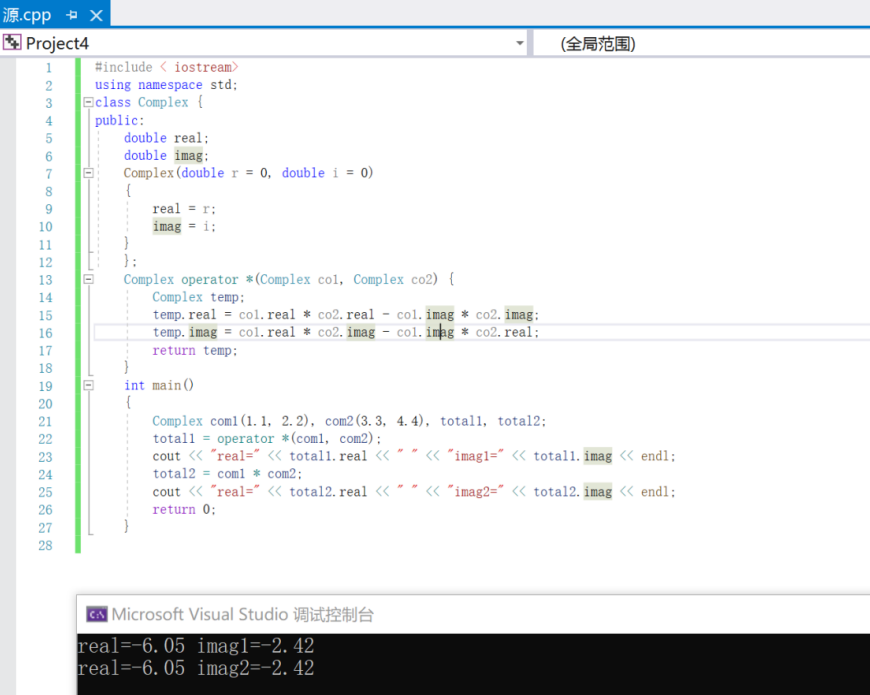 源.cpp
Project4 (全局范围)
1 #include < iostream>
2 using namespace std;
3 class Complex {
4 public:
5 double real;
6 double imag;
7 Complex(double r = 0, double i = 0)
8 {
9 real = r;
10 imag = i;
11 }
12 };
13 Complex operator *(Complex co1, Complex co2) {
14 Complex temp;
15 temp.real = co1.real * co2.real - co1.imag * co2.imag;
16 temp.imag = co1.real * co2.imag - co1.imag * co2.real;
17 return temp;
18 }
19 int main()
20 {
21 Complex com1(1.1, 2.2), com2(3.3, 4.4), total1, total2;
22 total1 = operator *(com1, com2);
23 cout << "real=" << total1.real << " " << "imag1=" << total1.imag << endl;
24 total2 = com1 * com2;
25 cout << "real=" << total2.real << " " << "imag2=" << total2.imag << endl;
26 return 0;
27 }
28
Microsoft Visual Studio 调试控制台
real=-6.05 imag1=-2.42
real=-6.05 imag2=-2.42